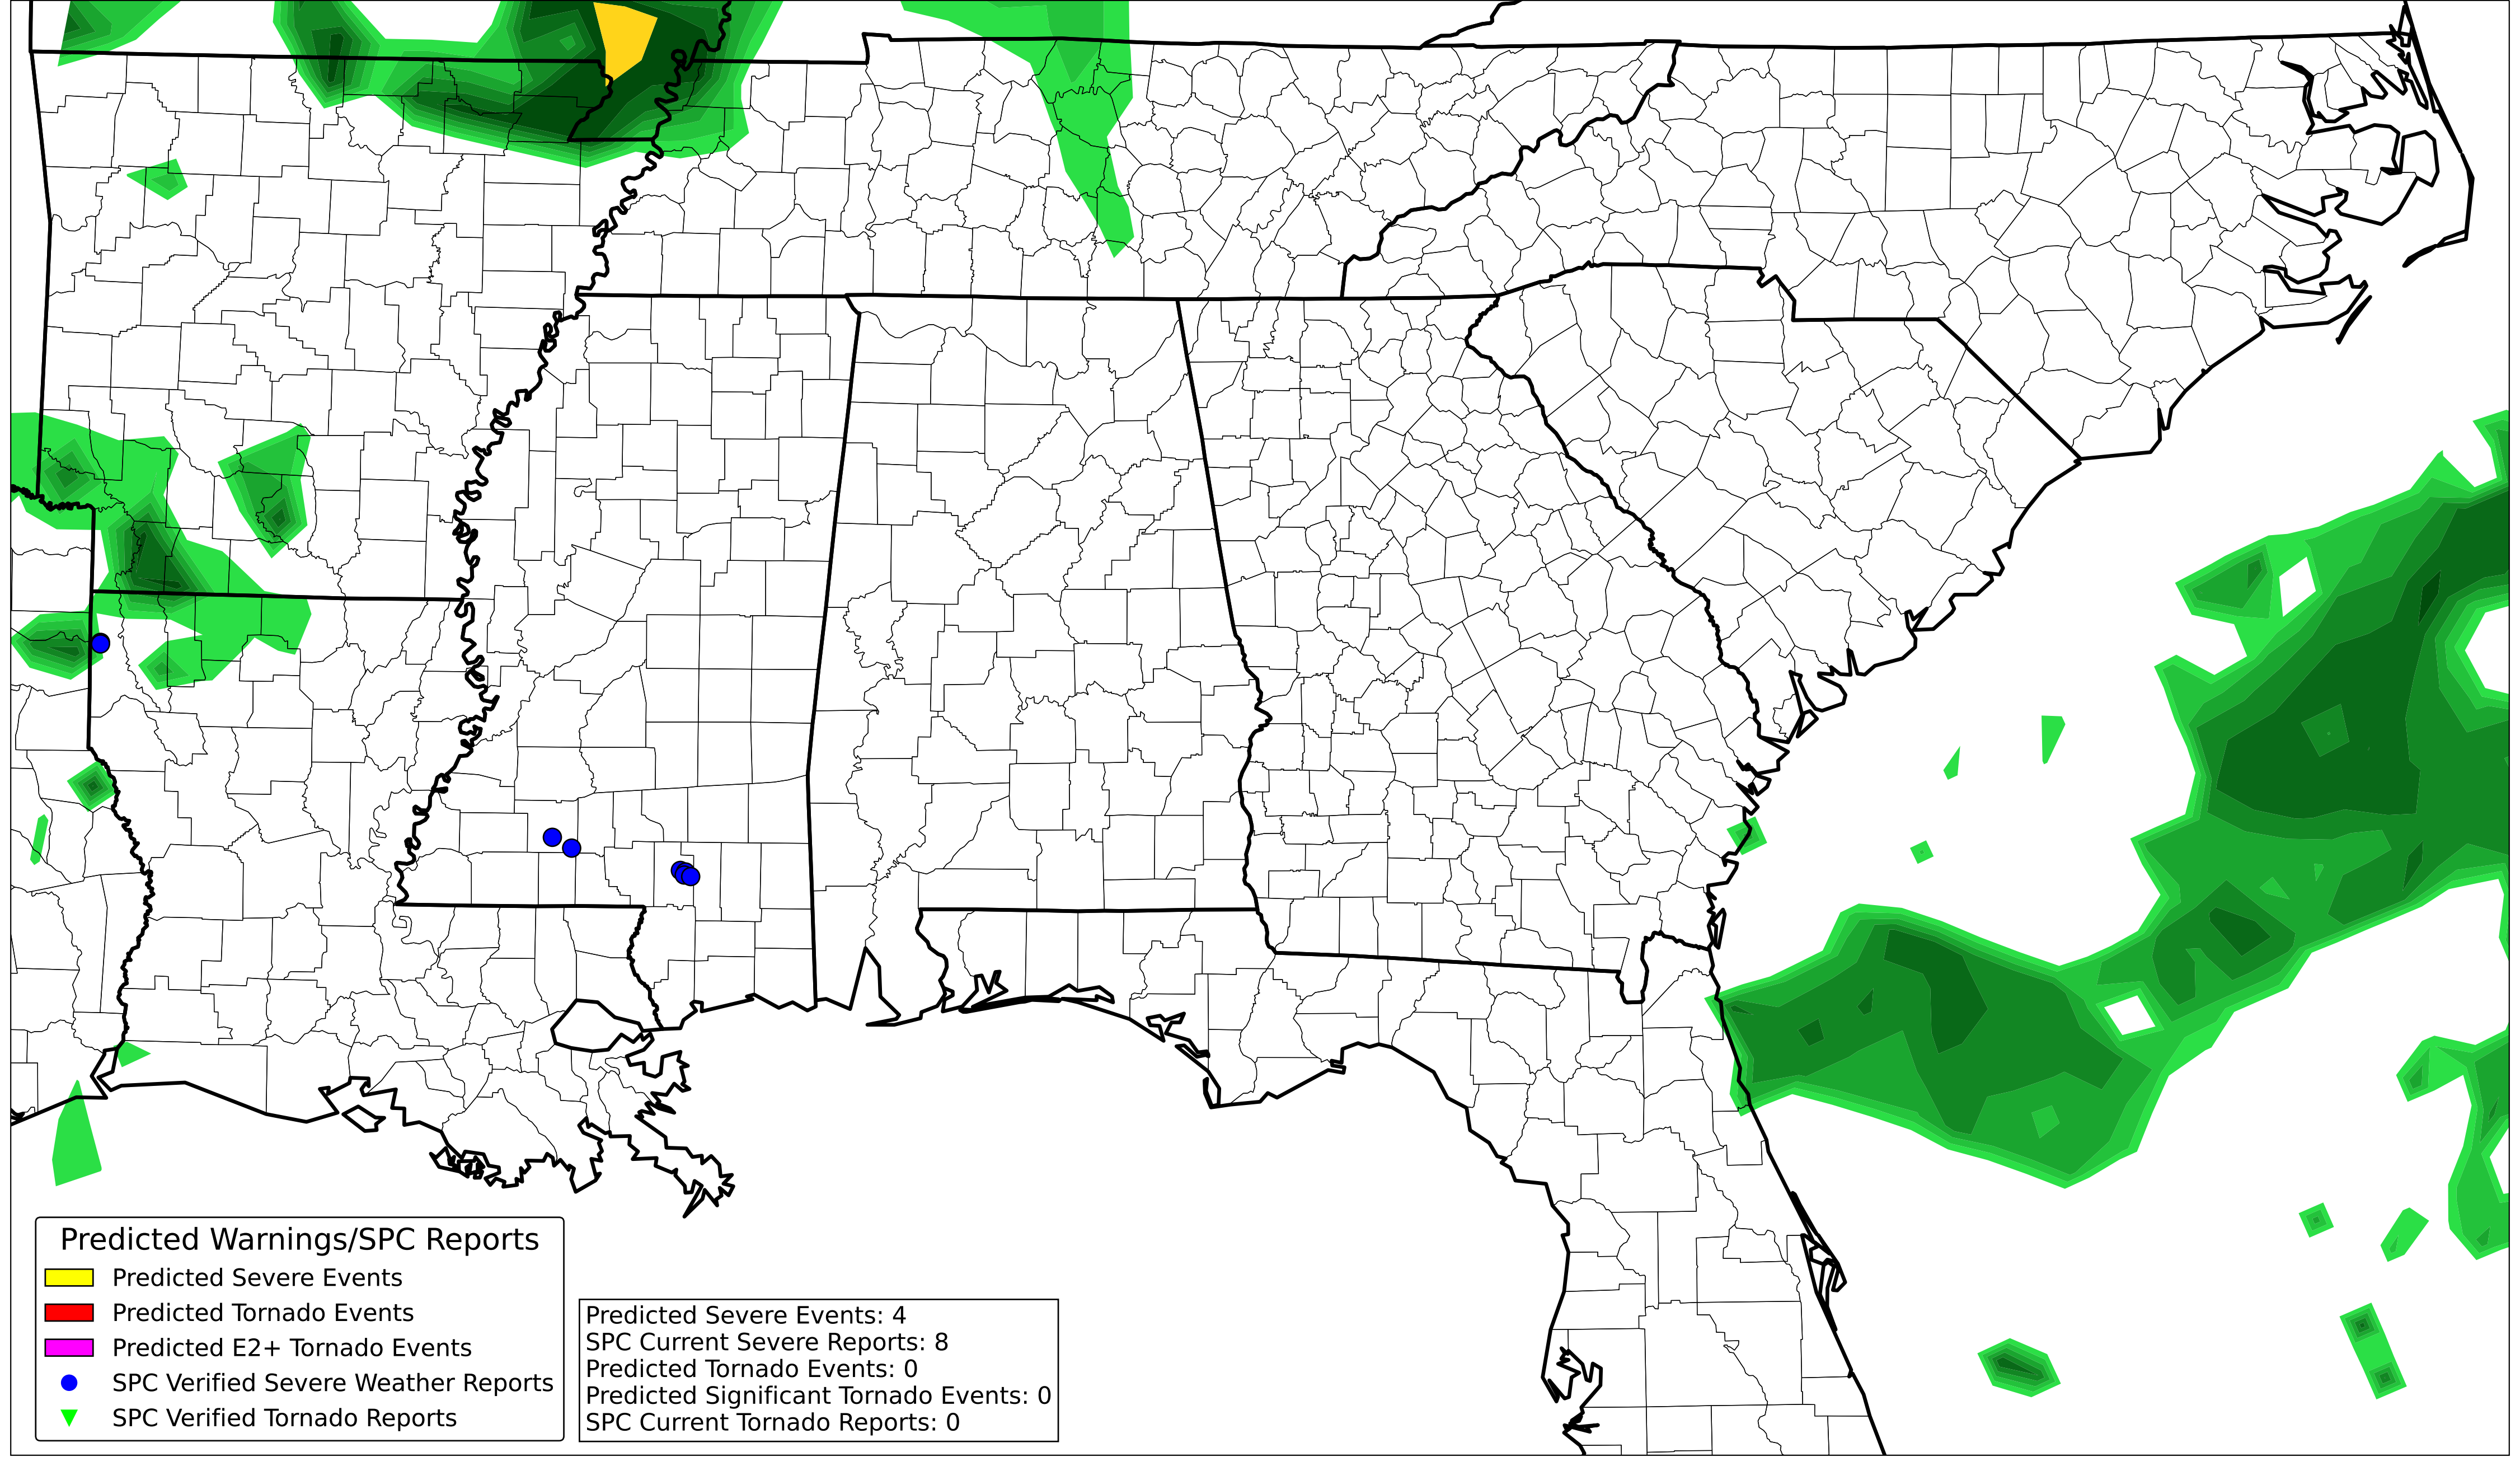 Predicted Warnings/SPC Reports
Predicted Severe Events
Predicted Tornado Events
Predicted E2+ Tornado Events
SPC Verified Severe Weather Reports
SPC Verified Tornado Reports
Predicted Severe Events: 4
SPC Current Severe Reports: 8
Predicted Tornado Events: 0
Predicted Significant Tornado Events: 0
SPC Current Tornado Reports: 0